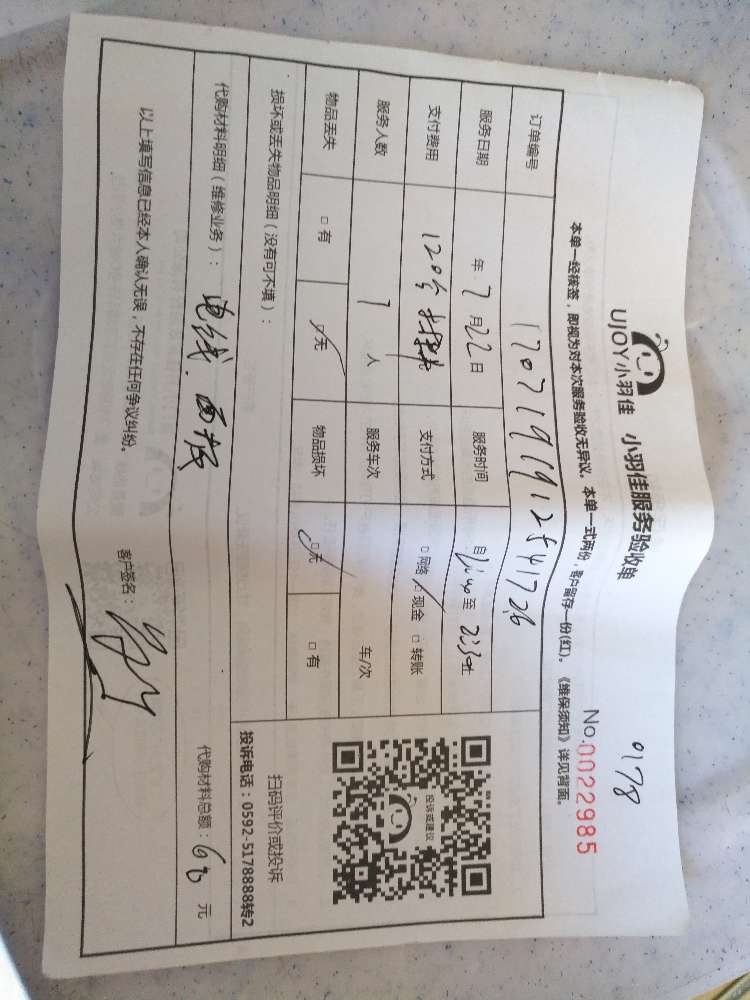 0178
UJOY小羽佳 小羽佳服务验收单
No.0022985
本单一经核签，即视为对本次服务验收无异议。本单一式两份，客户留存一份(红)。《维保须知》详见背面。
订单编号
服务日期 年 7 月 22 日 服务时间 自 至
支付费用 120 支付方式 □网络 □现金 □转账
服务人数 1 人 服务车次 车/次
物品丢失 □有 □无 物品损坏 □无 □有
损坏或丢失物品明细（没有可不填）：
投诉或建议
扫码评价或投诉
投诉电话：0592-5178888转2
代购材料明细（维修业务）：电线.面板 代购材料总额： 元
以上填写信息已经本人确认无误，不存在任何争议纠纷。 客户签名：